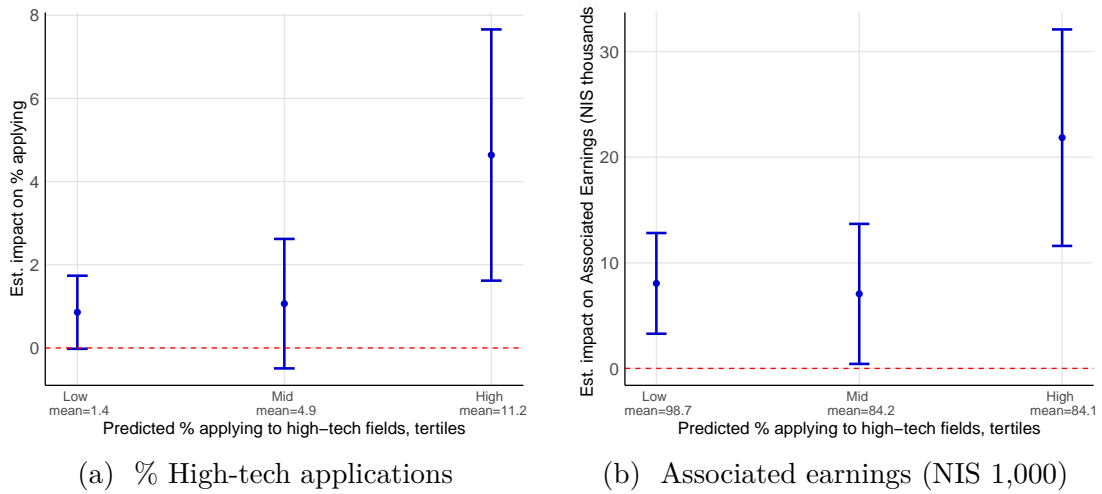 Est. impact on % applying
8
6
4
2
0
Low
mean=1.4
Mid
mean=4.9
High
mean=11.2
Predicted % applying to high−tech fields, tertiles
(a) % High-tech applications
Est. impact on Associated Earnings (NIS thousands
30
20
10
0
Low
mean=98.7
Mid
mean=84.2
High
mean=84.1
Predicted % applying to high−tech fields, tertiles
(b) Associated earnings (NIS 1,000)